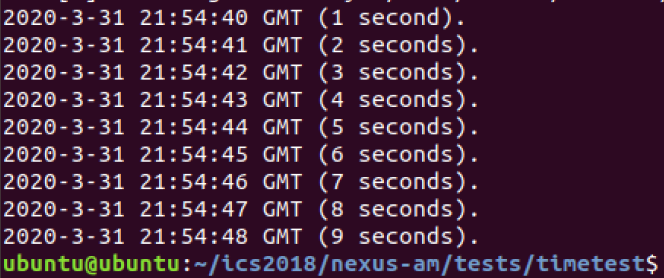 2020-3-31 21:54:40 GMT (1 second).
2020-3-31 21:54:41 GMT (2 seconds).
2020-3-31 21:54:42 GMT (3 seconds).
2020-3-31 21:54:43 GMT (4 seconds).
2020-3-31 21:54:44 GMT (5 seconds).
2020-3-31 21:54:45 GMT (6 seconds).
2020-3-31 21:54:46 GMT (7 seconds).
2020-3-31 21:54:47 GMT (8 seconds).
2020-3-31 21:54:48 GMT (9 seconds).
ubuntu@ubuntu:~/ics2018/nexus-am/tests/timetest$